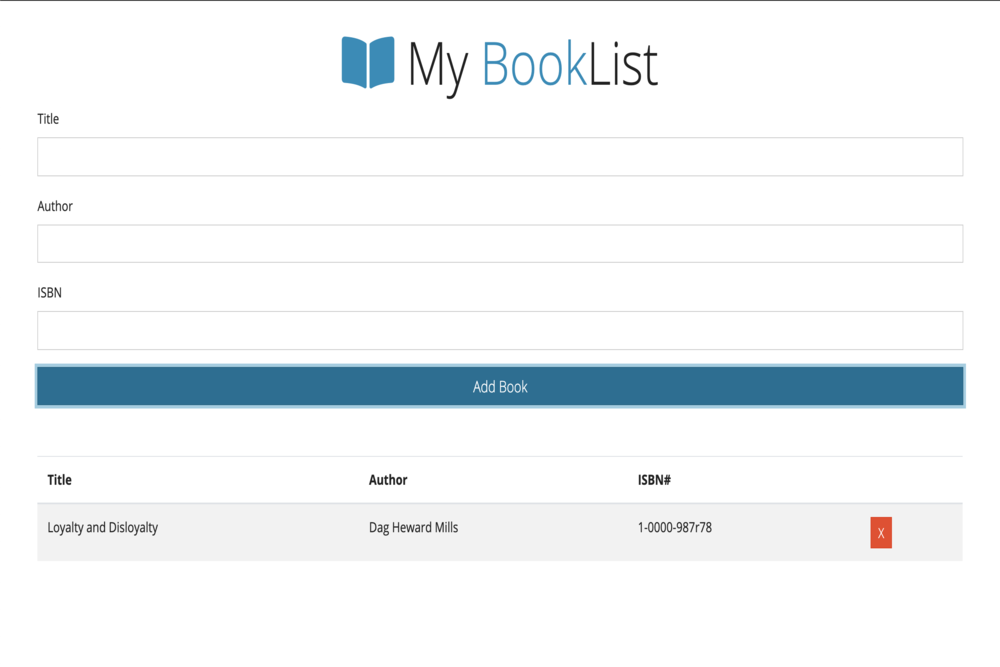 My BookList
Title
Author
ISBN
Add Book
Title Author ISBN#
Loyalty and Disloyalty Dag Heward Mills 1-0000-987r78 X